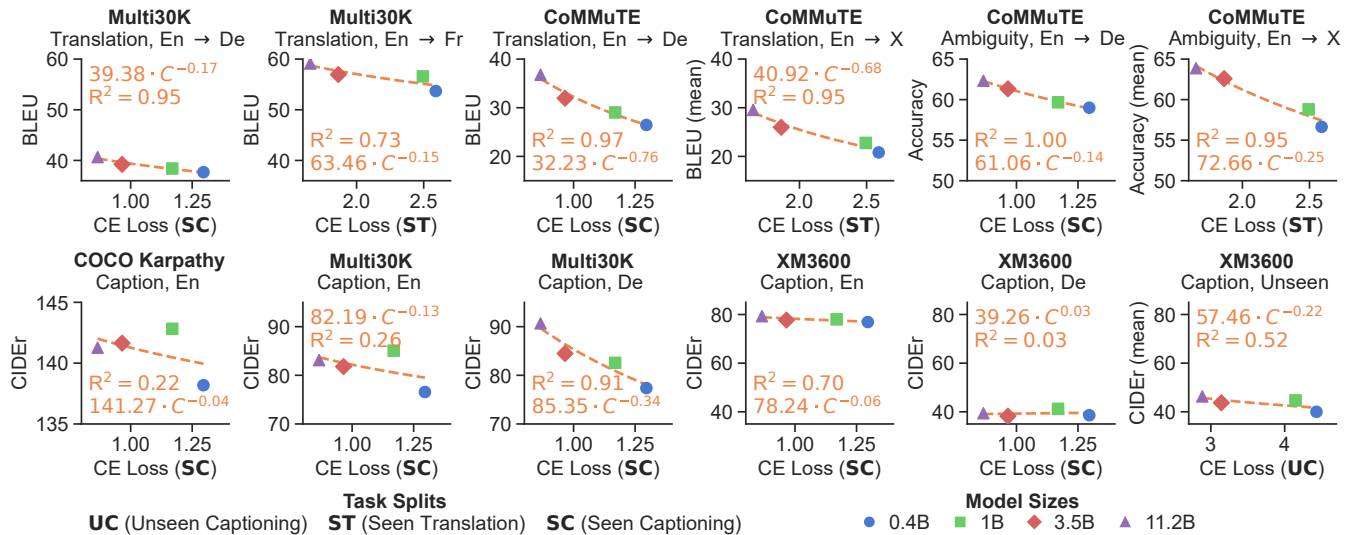 Multi30K
Translation, En → De
BLEU
60
50
40
39.38 · C^−0.17
R² = 0.95
1.00 1.25
CE Loss (SC)
Multi30K
Translation, En → Fr
BLEU
60
50
40
R² = 0.73
63.46 · C^−0.15
2.0 2.5
CE Loss (ST)
CoMMuTE
Translation, En → De
BLEU
40
20
R² = 0.97
32.23 · C^−0.76
1.00 1.25
CE Loss (SC)
CoMMuTE
Translation, En → X
BLEU (mean)
40
20
40.92 · C^−0.68
R² = 0.95
2.0 2.5
CE Loss (ST)
CoMMuTE
Ambiguity, En → De
Accuracy
65
60
55
50
R² = 1.00
61.06 · C^−0.14
1.00 1.25
CE Loss (SC)
CoMMuTE
Ambiguity, En → X
Accuracy (mean)
65
60
55
50
R² = 0.95
72.66 · C^−0.25
2.0 2.5
CE Loss (ST)
COCO Karpathy
Caption, En
CIDEr
145
140
135
R² = 0.22
141.27 · C^−0.04
1.00 1.25
CE Loss (SC)
Multi30K
Caption, En
CIDEr
90
80
70
82.19 · C^−0.13
R² = 0.26
1.00 1.25
CE Loss (SC)
Multi30K
Caption, De
CIDEr
90
80
70
R² = 0.91
85.35 · C^−0.34
1.00 1.25
CE Loss (SC)
XM3600
Caption, En
CIDEr
80
60
40
R² = 0.70
78.24 · C^−0.06
1.00 1.25
CE Loss (SC)
XM3600
Caption, De
CIDEr
80
60
40
39.26 · C^0.03
R² = 0.03
1.00 1.25
CE Loss (SC)
XM3600
Caption, Unseen
CIDEr (mean)
80
60
40
57.46 · C^−0.22
R² = 0.52
3 4
CE Loss (UC)
Task Splits
UC (Unseen Captioning) ST (Seen Translation) SC (Seen Captioning)
Model Sizes
0.4B 1B 3.5B 11.2B